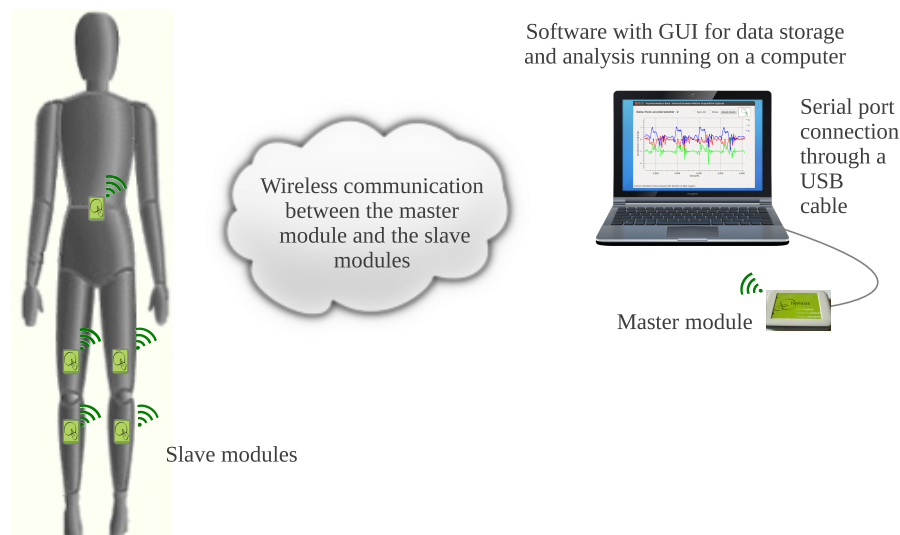 Software with GUI for data storage
and analysis running on a computer
Serial port
connection
through a
USB
cable
Wireless communication
between the master
module and the slave
modules
Master module
Slave modules